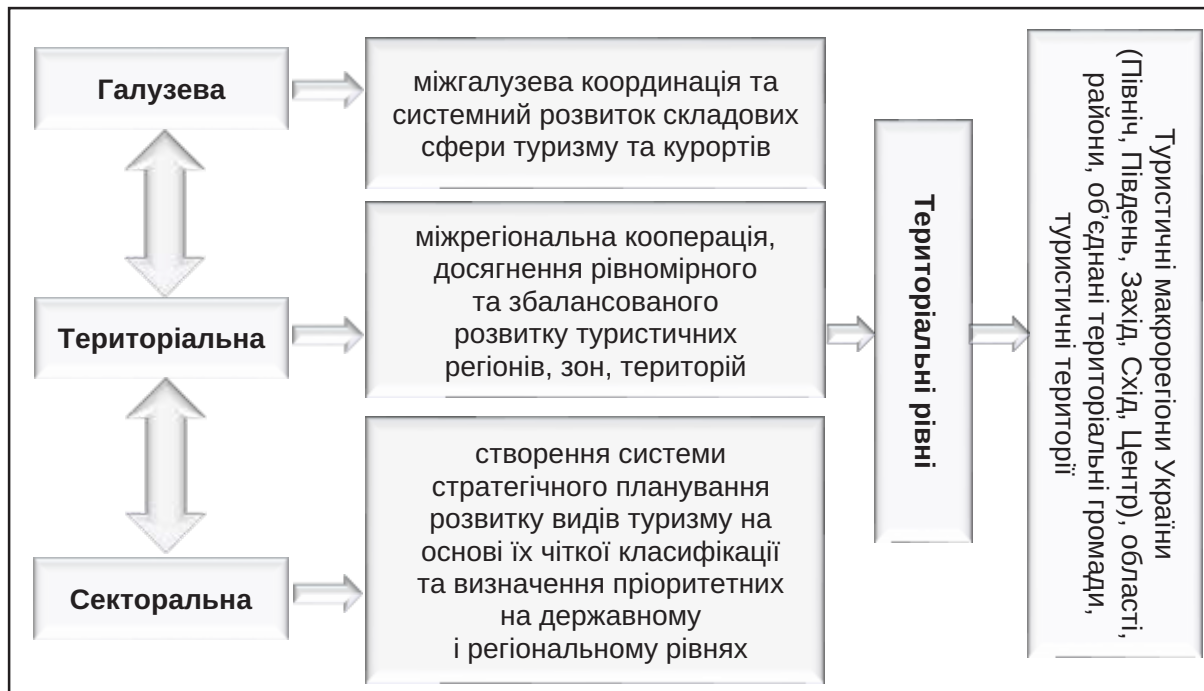 Галузева
міжгалузева координація та
системний розвиток складових
сфери туризму та курортів
Територіальна
міжрегіональна кооперація,
досягнення рівномірного
та збалансованого
розвитку туристичних
регіонів, зон, територій
Секторальна
створення системи
стратегічного планування
розвитку видів туризму на
основі їх чіткої класифікації
та визначення пріоритетних
на державному
і регіональному рівнях
Територіальні рівні
Туристичні макрорегіони України
(Північ, Південь, Захід, Схід, Центр), області,
райони, об’єднані територіальні громади,
туристичні території